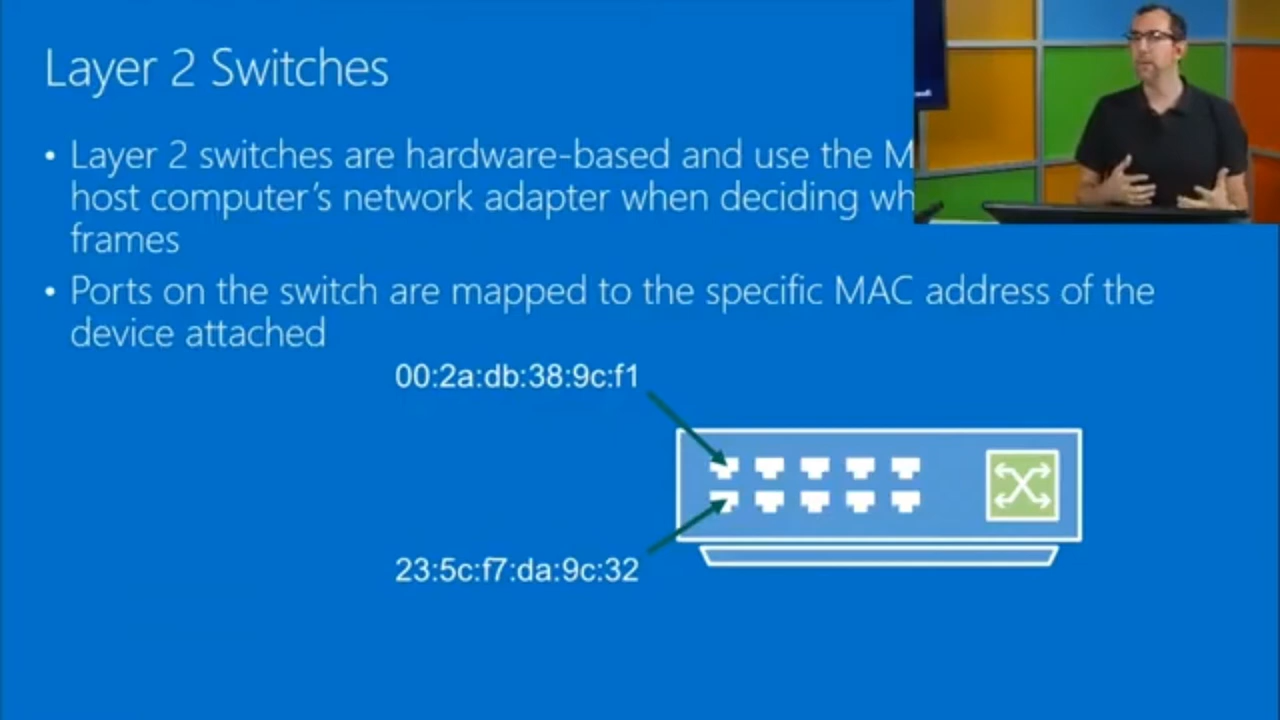 Layer 2 Switches
• Layer 2 switches are hardware-based and use the M
host computer's network adapter when deciding wh
frames
• Ports on the switch are mapped to the specific MAC address of the
device attached
00:2a:db:38:9c:f1
23:5c:f7:da:9c:32